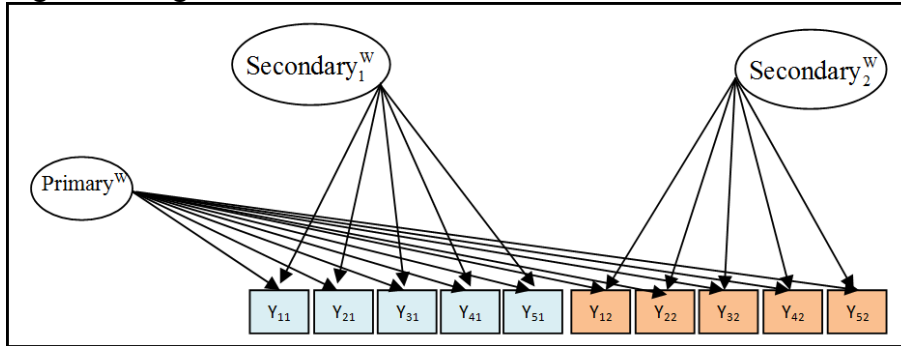 Secondary₁ᵂ
Secondary₂ᵂ
Primaryᵂ
Y₁₁ Y₂₁ Y₃₁ Y₄₁ Y₅₁ Y₁₂ Y₂₂ Y₃₂ Y₄₂ Y₅₂